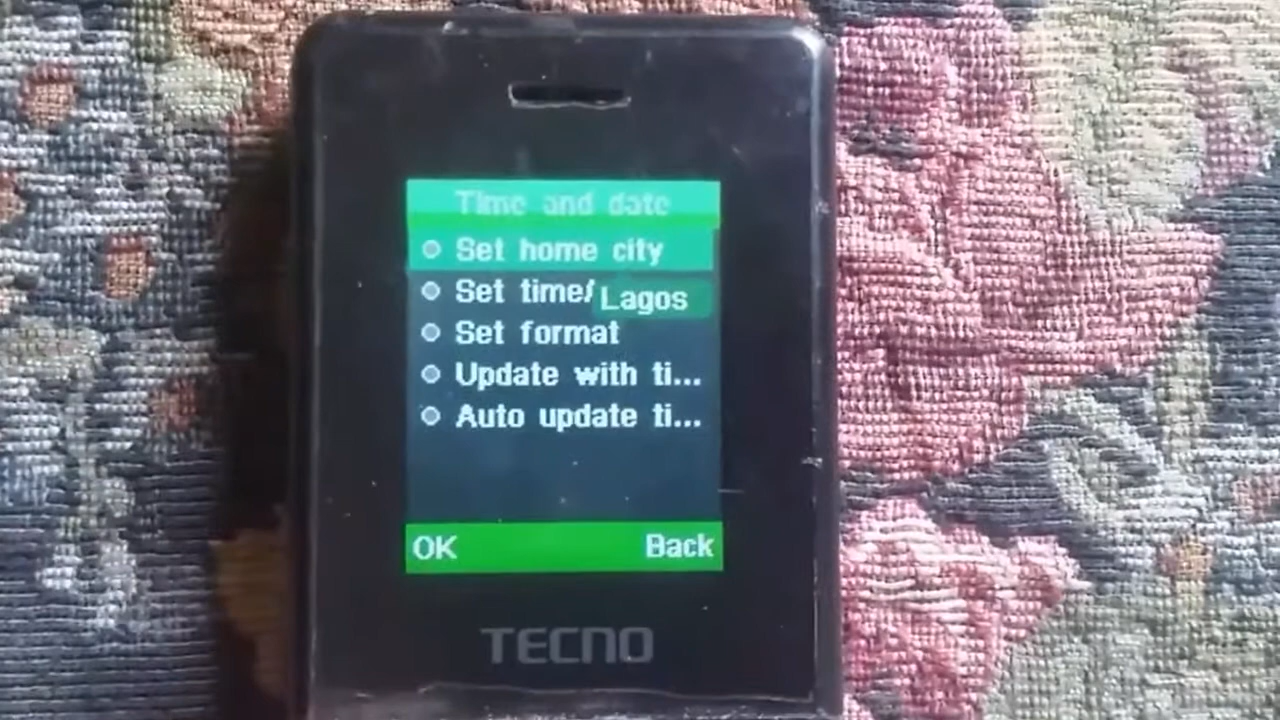 Time and date
Set home city
Set time/
Lagos
Set format
Update with ti...
Auto update ti...
OK
Back
TECNO